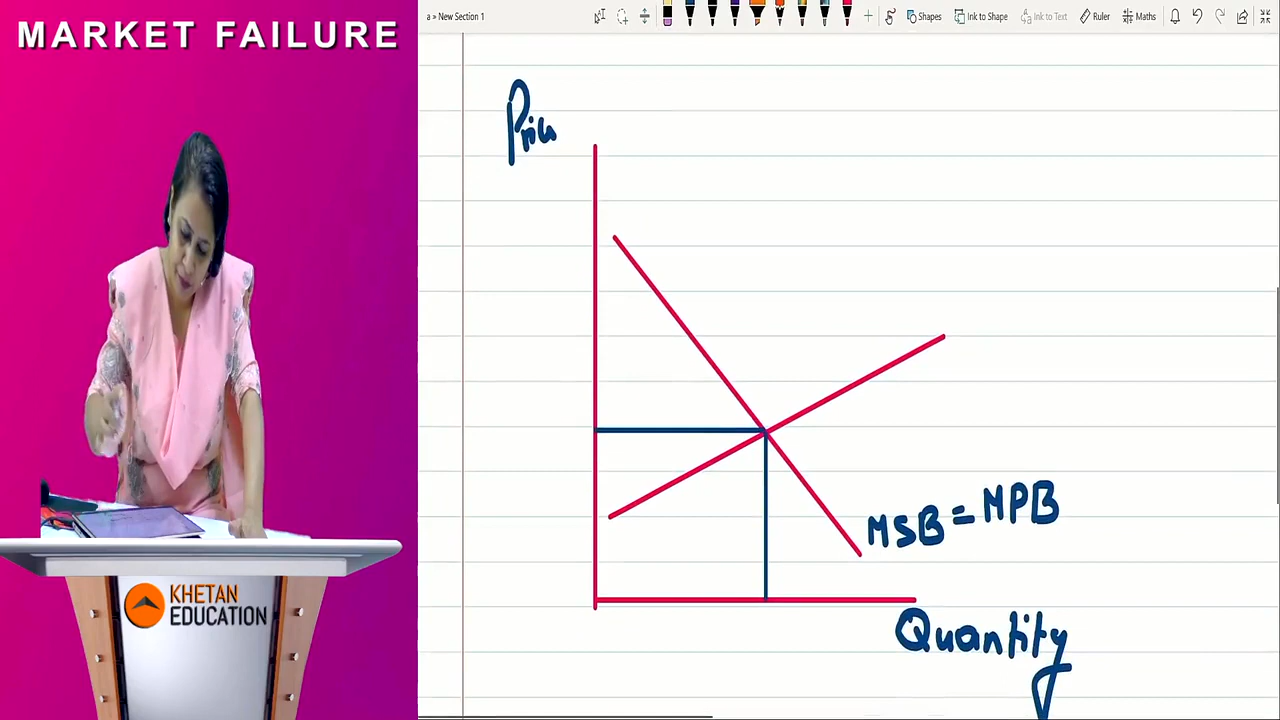 MARKET FAILURE
a » New Section 1
Shapes
Ink to Shape
Ink to Text
Ruler
Maths
Price
MSB = MPB
Quantity
KHETAN
EDUCATION